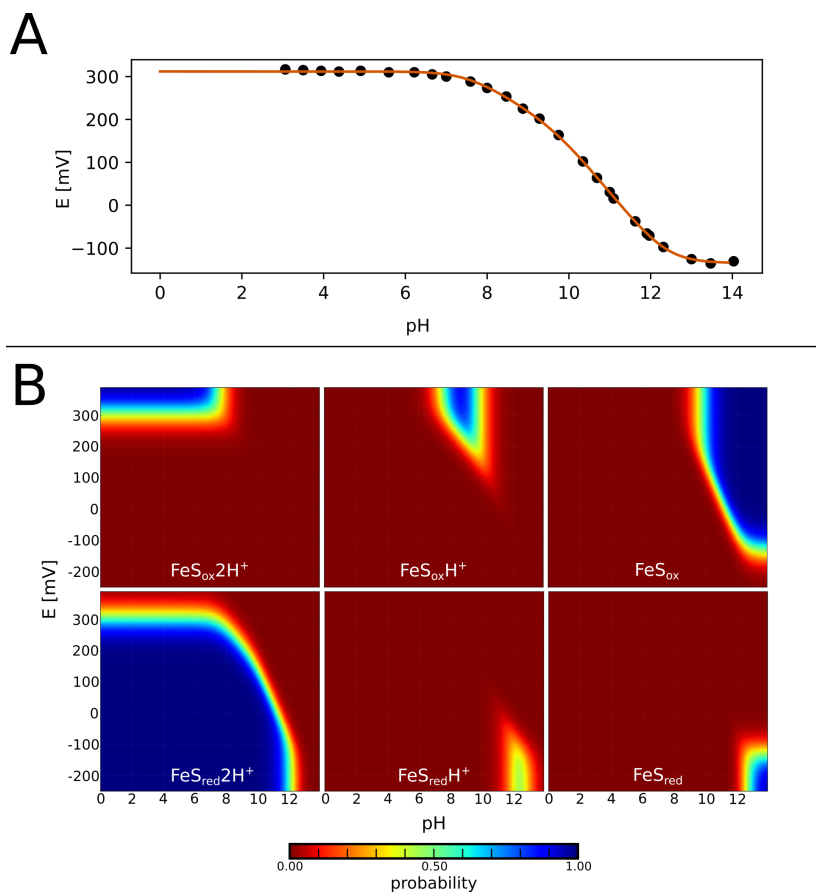 A
E [mV]
300
200
100
0
−100
0 2 4 6 8 10 12 14
pH
B
E [mV]
300
200
100
0
-100
-200
FeSox2H+ FeSoxH+ FeSox
300
200
100
0
-100
-200
FeSred2H+ FeSredH+ FeSred
0 2 4 6 8 10 12 0 2 4 6 8 10 12 0 2 4 6 8 10 12
pH
0.00 0.50 1.00
probability